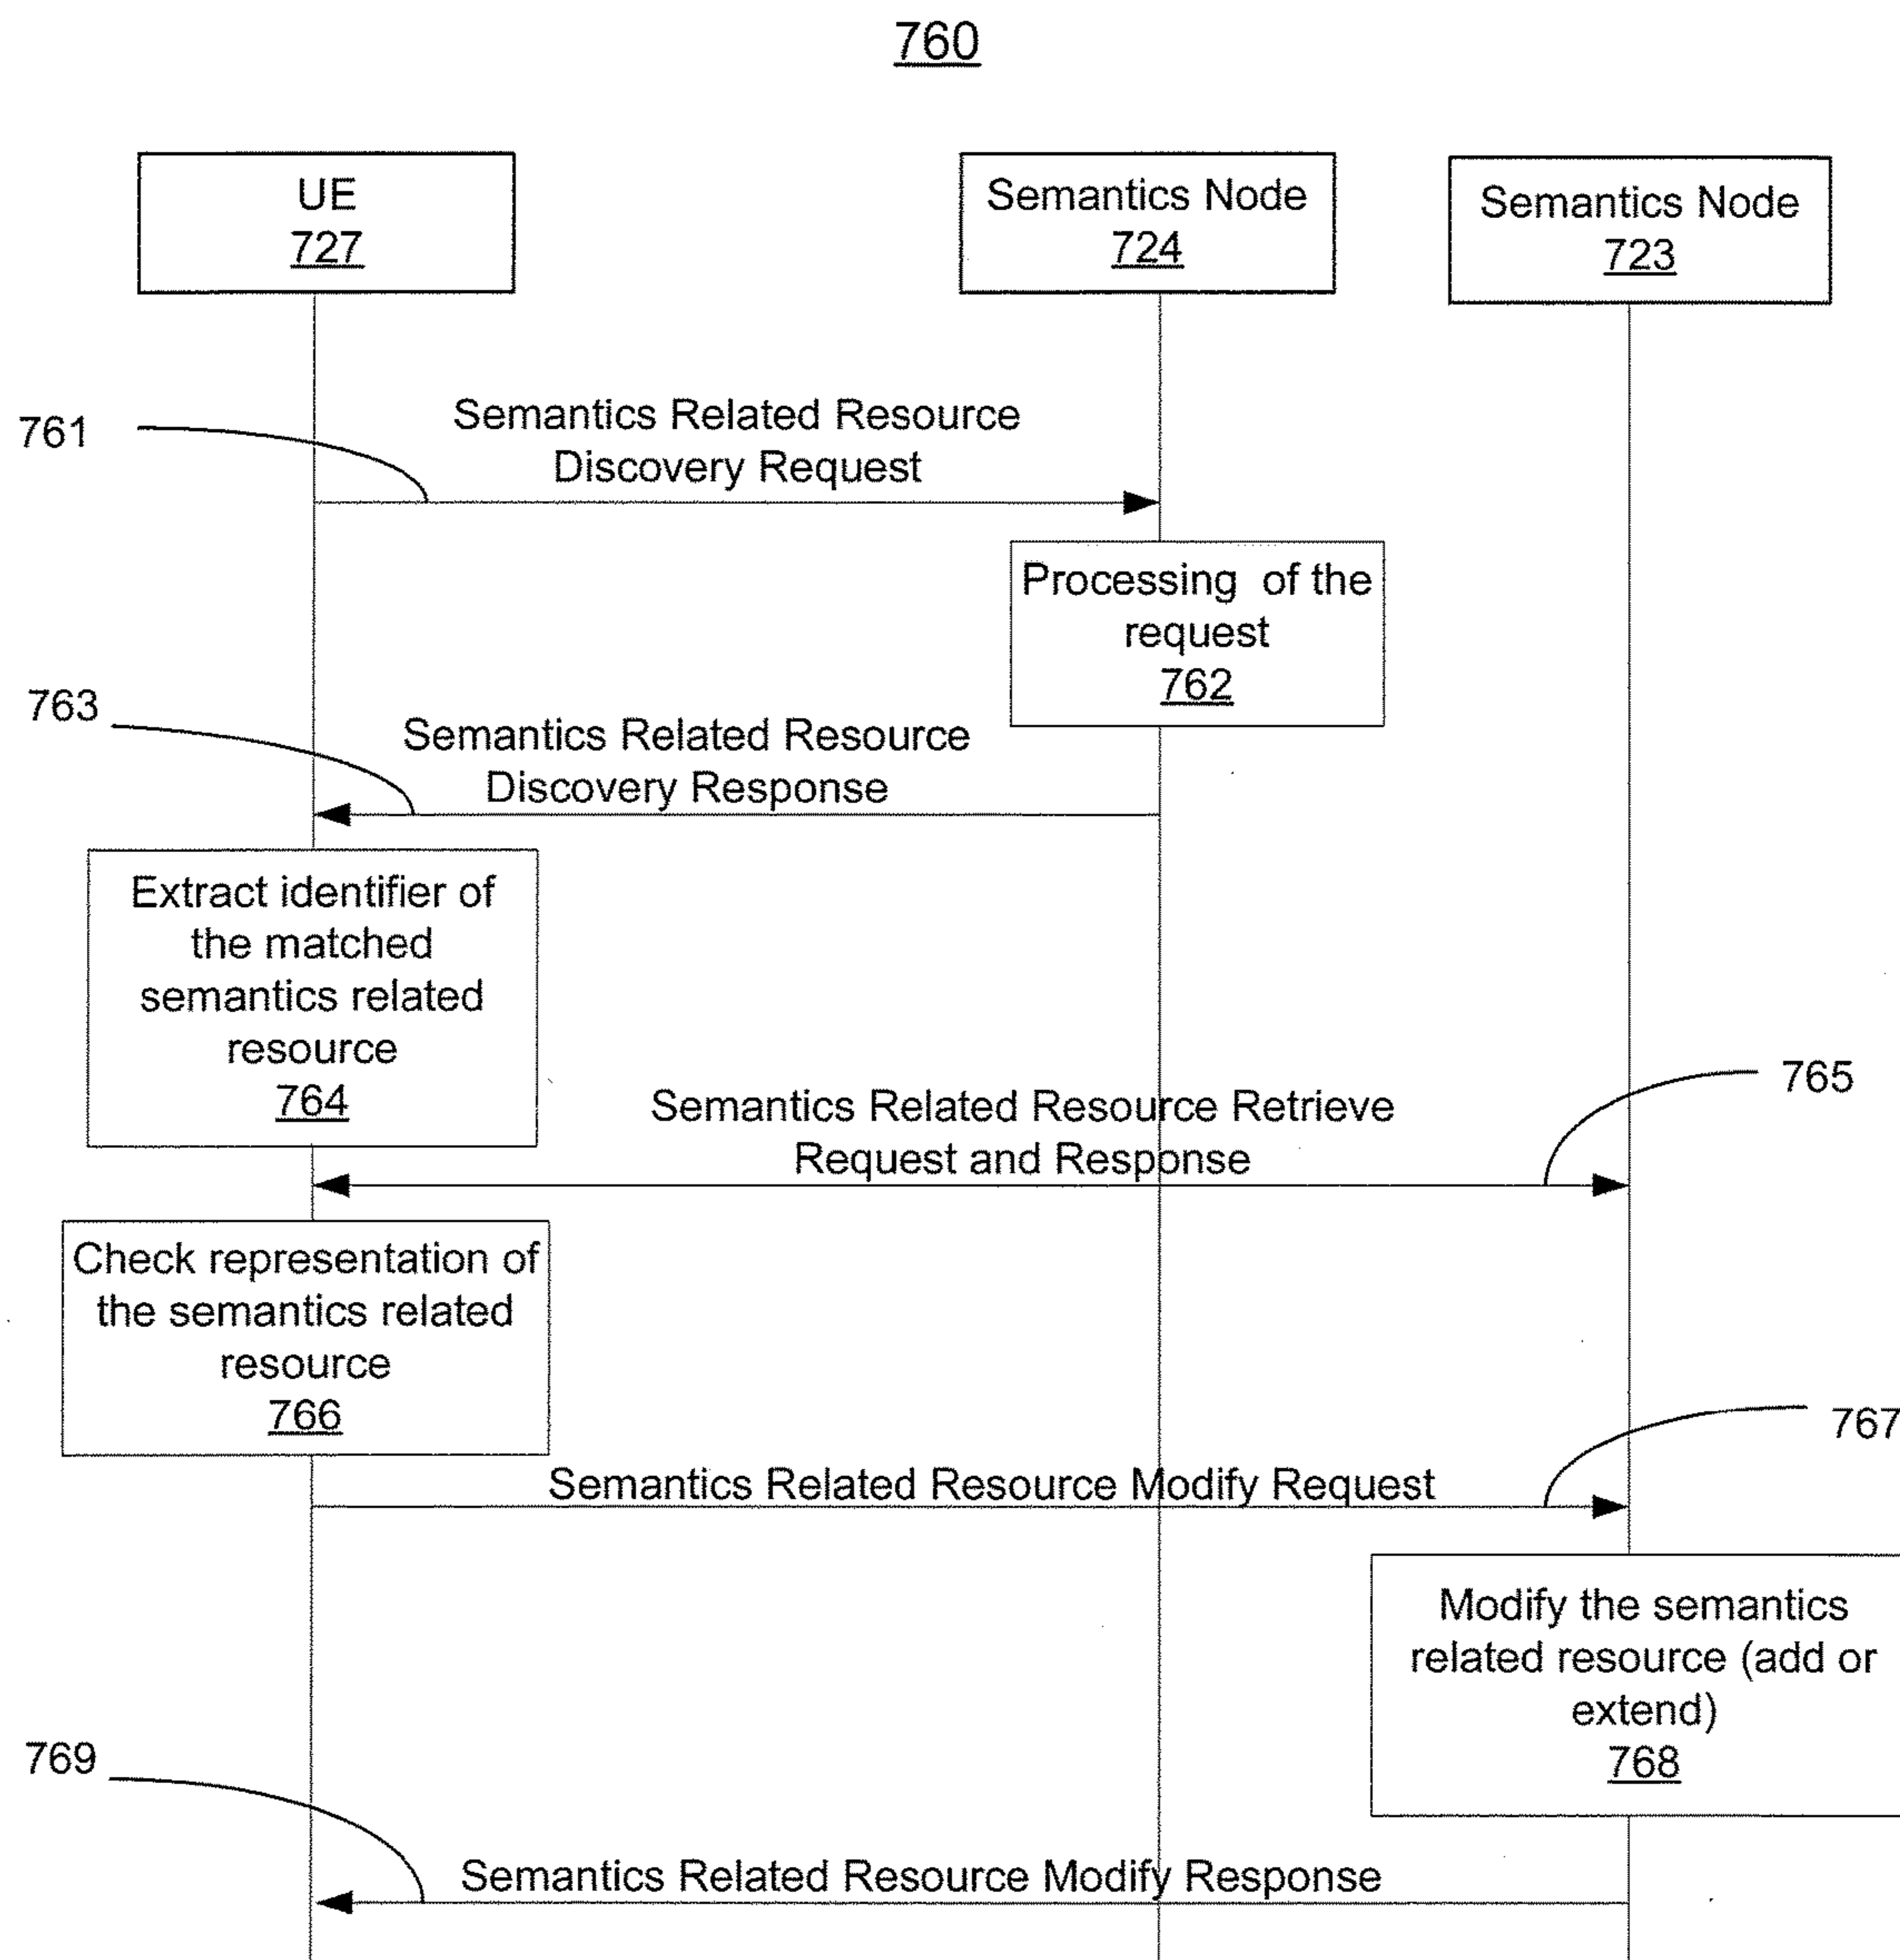 760
UE
727
Semantics Node
724
Semantics Node
723
761
Semantics Related Resource
Discovery Request
Processing of the
request
762
763
Semantics Related Resource
Discovery Response
Extract identifier of
the matched
semantics related
resource
764
765
Semantics Related Resource Retrieve
Request and Response
Check representation of
the semantics related
resource
766
767
Semantics Related Resource Modify Request
Modify the semantics
related resource (add or
extend)
768
769
Semantics Related Resource Modify Response